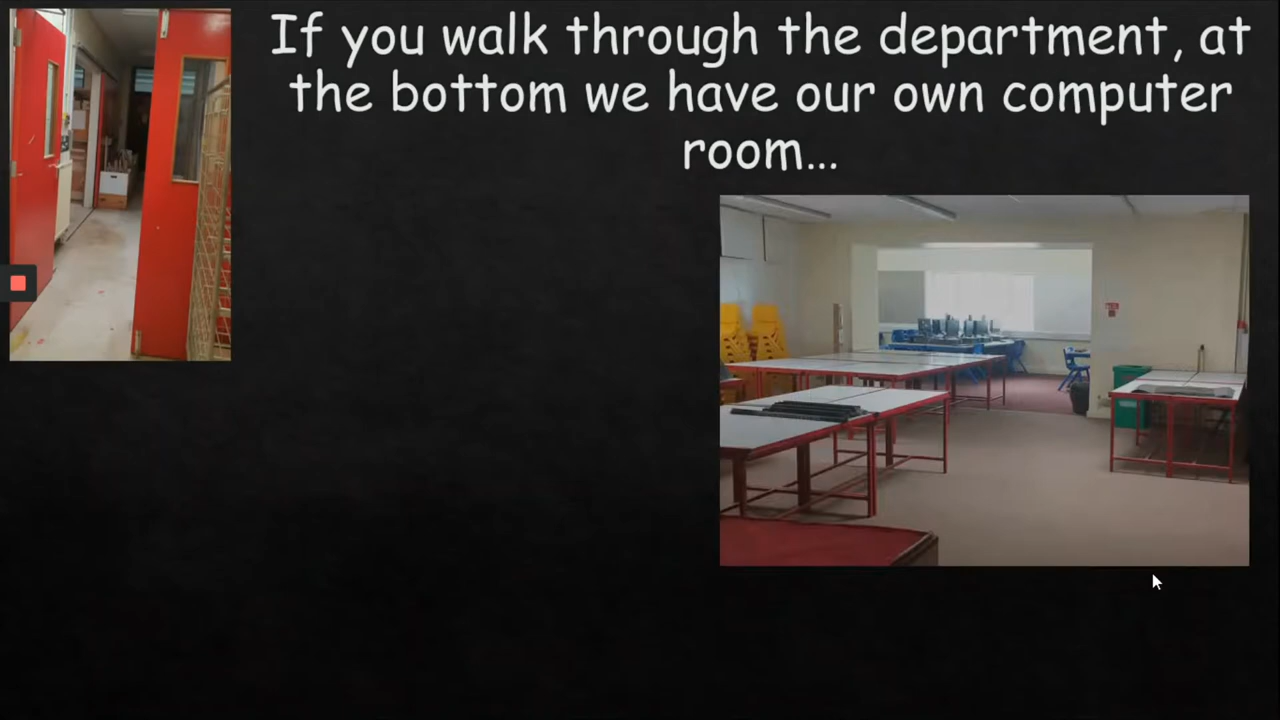 If you walk through the department, at
the bottom we have our own computer
room...